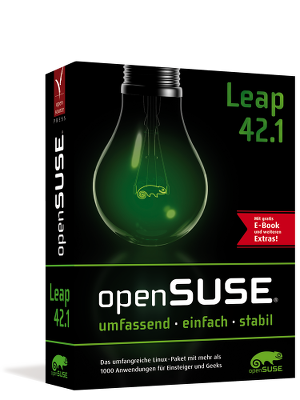 open
source
PRESS
openSUSE®
Leap
42.1
Leap
42.1
Mit gratis
E-Book
und weiteren
Extras!
openSUSE®
umfassend · einfach · stabil
Das umfangreiche Linux-Paket mit mehr als
1000 Anwendungen für Einsteiger und Geeks
openSUSE
openSUSE